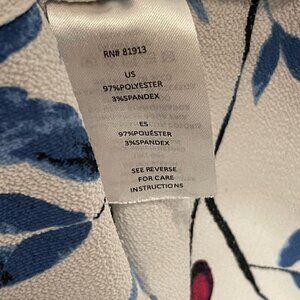 RN# 81913
US
97%POLYESTER
3%SPANDEX
ES
97%POLIÉSTER
3%SPANDEX
SEE REVERSE
FOR CARE
INSTRUCTIONS